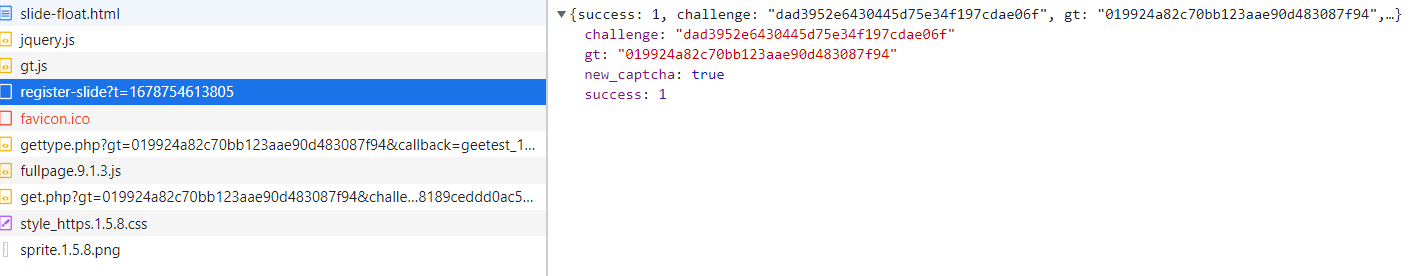 slide-float.html
jquery.js
gt.js
register-slide?t=1678754613805
favicon.ico
gettype.php?gt=019924a82c70bb123aae90d483087f94&callback=geetest_1...
fullpage.9.1.3.js
get.php?gt=019924a82c70bb123aae90d483087f94&challe...8189ceddd0ac5...
style_https.1.5.8.css
sprite.1.5.8.png
{success: 1, challenge: "dad3952e6430445d75e34f197cdae06f", gt: "019924a82c70bb123aae90d483087f94",…}
challenge: "dad3952e6430445d75e34f197cdae06f"
gt: "019924a82c70bb123aae90d483087f94"
new_captcha: true
success: 1